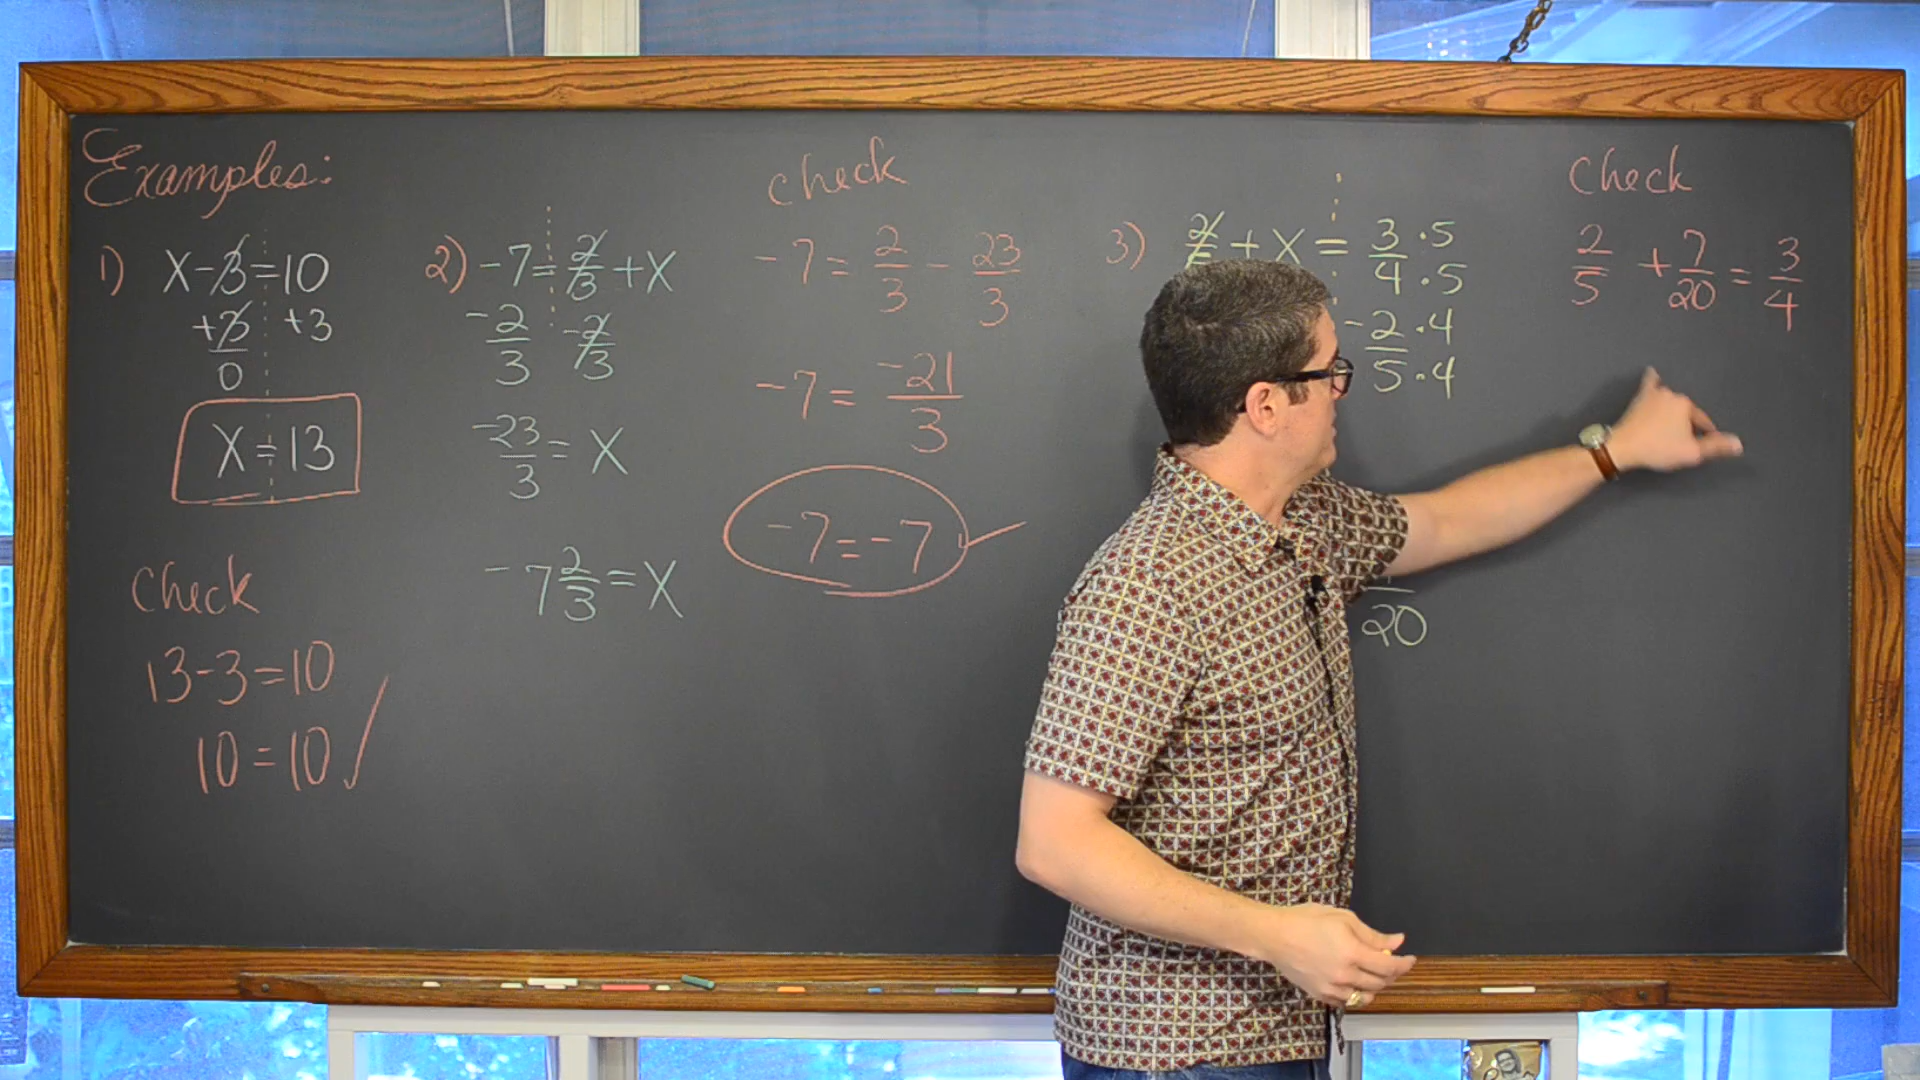 Examples:
1) X-3=10
+3 +3
0
X=13
Check
13-3=10
10=10 ✓
2) -7=2/3+X
-2/3 -2/3
-23/3=X
-7 2/3=X
Check
-7=2/3-23/3
-7=-21/3
-7=-7 ✓
3) + X = 3·5/4·5
-2·4/5·4
20
Check
2/5+7/20=3/4